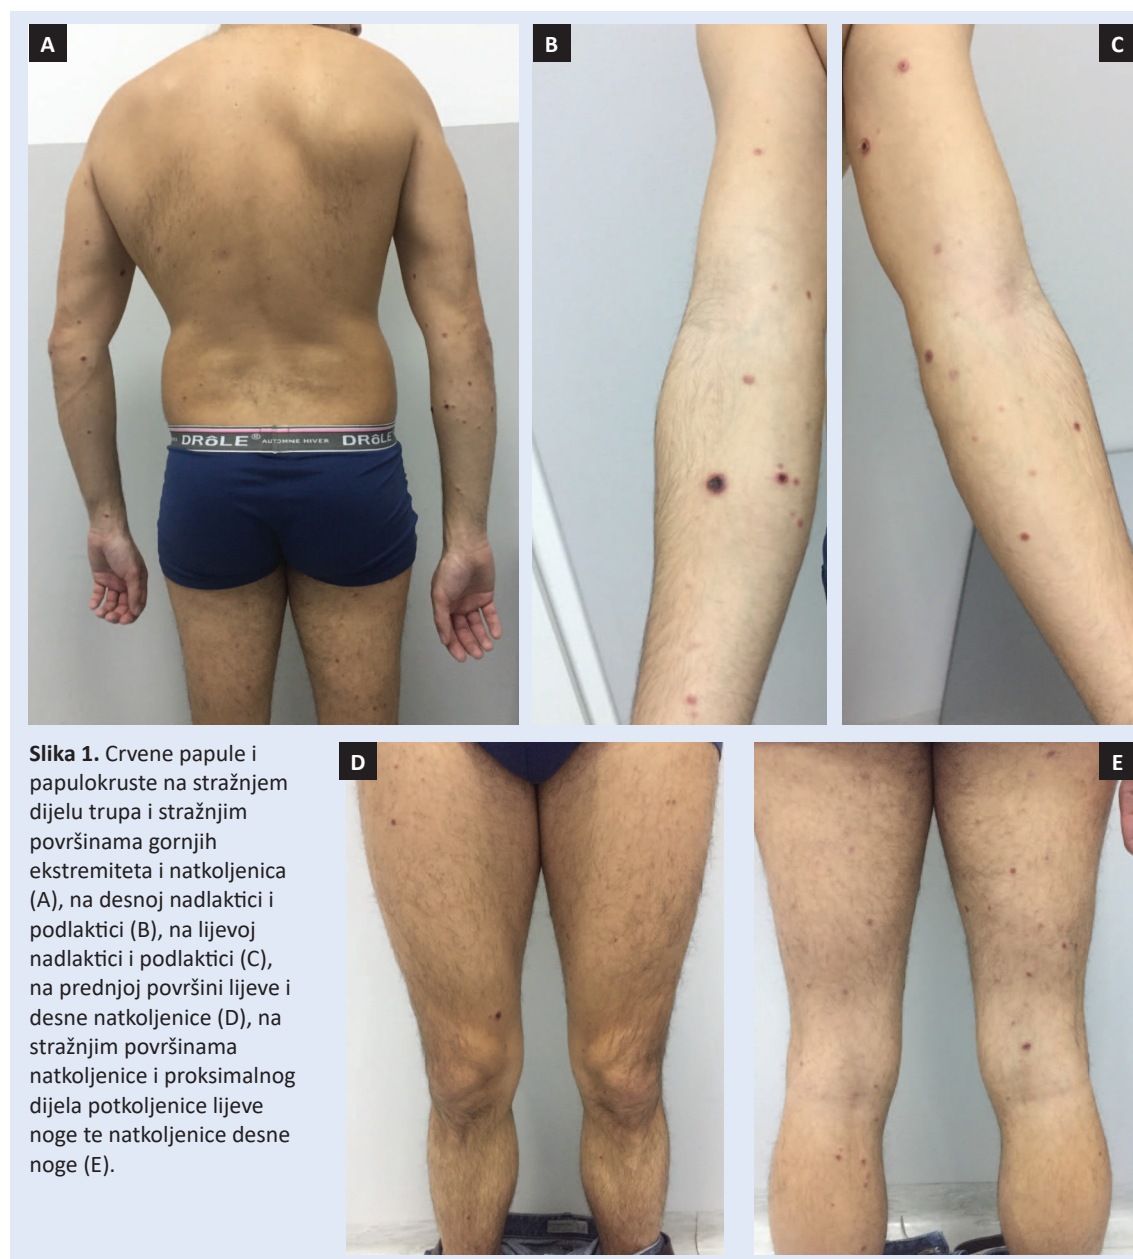 A
B
C
DRôLE® AUTOMNE HIVER DRôLE
Slika 1. Crvene papule i
papulokruste na stražnjem
dijelu trupa i stražnjim
površinama gornjih
ekstremiteta i natkoljenica
(A), na desnoj nadlaktici i
podlaktici (B), na lijevoj
nadlaktici i podlaktici (C),
na prednjoj površini lijeve i
desne natkoljenice (D), na
stražnjim površinama
natkoljenice i proksimalnog
dijela potkoljenice lijeve
noge te natkoljenice desne
noge (E).
D
E